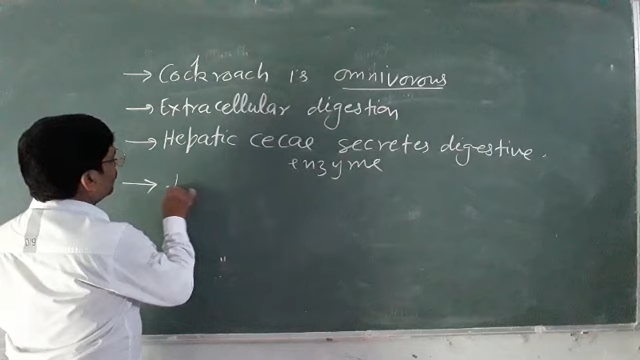 → Cockroach is omnivorous
→ Extracellular digestion
→ Hepatic cecae secretes digestive.
enzyme
→